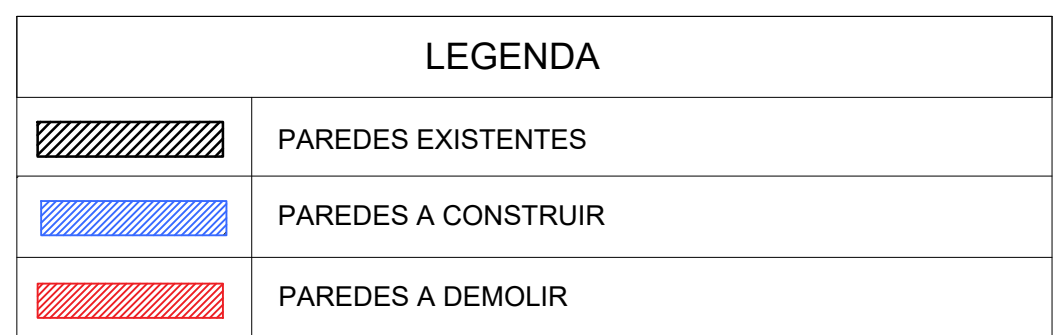 LEGENDA
PAREDES EXISTENTES
PAREDES A CONSTRUIR
PAREDES A DEMOLIR